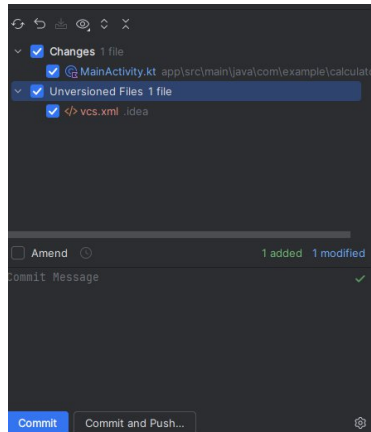 Changes 1 file
MainActivity.kt app\src\main\java\com\example\calculat
Unversioned Files 1 file
vcs.xml .idea
Amend 1 added 1 modified
Commit Message
Commit Commit and Push...